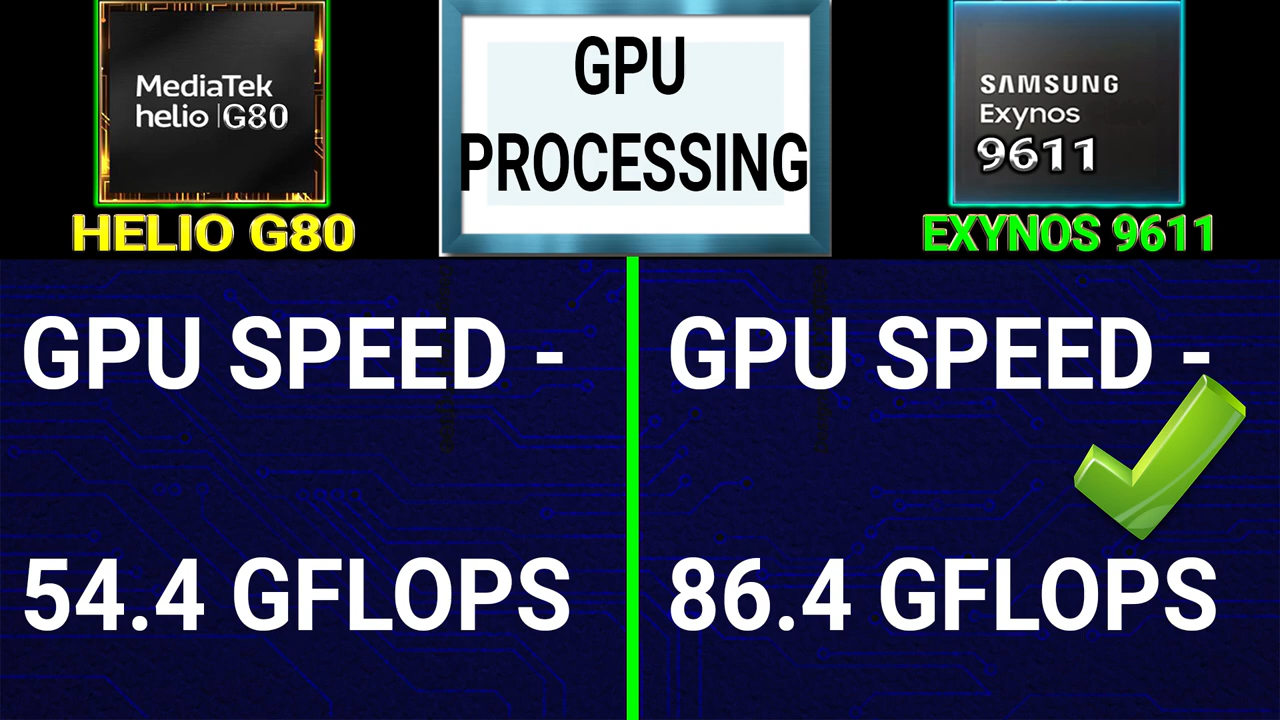 MediaTek
helio | G80
HELIO G80
GPU
PROCESSING
SAMSUNG
Exynos
9611
EXYNOS 9611
GPU SPEED -
54.4 GFLOPS
GPU SPEED -
86.4 GFLOPS